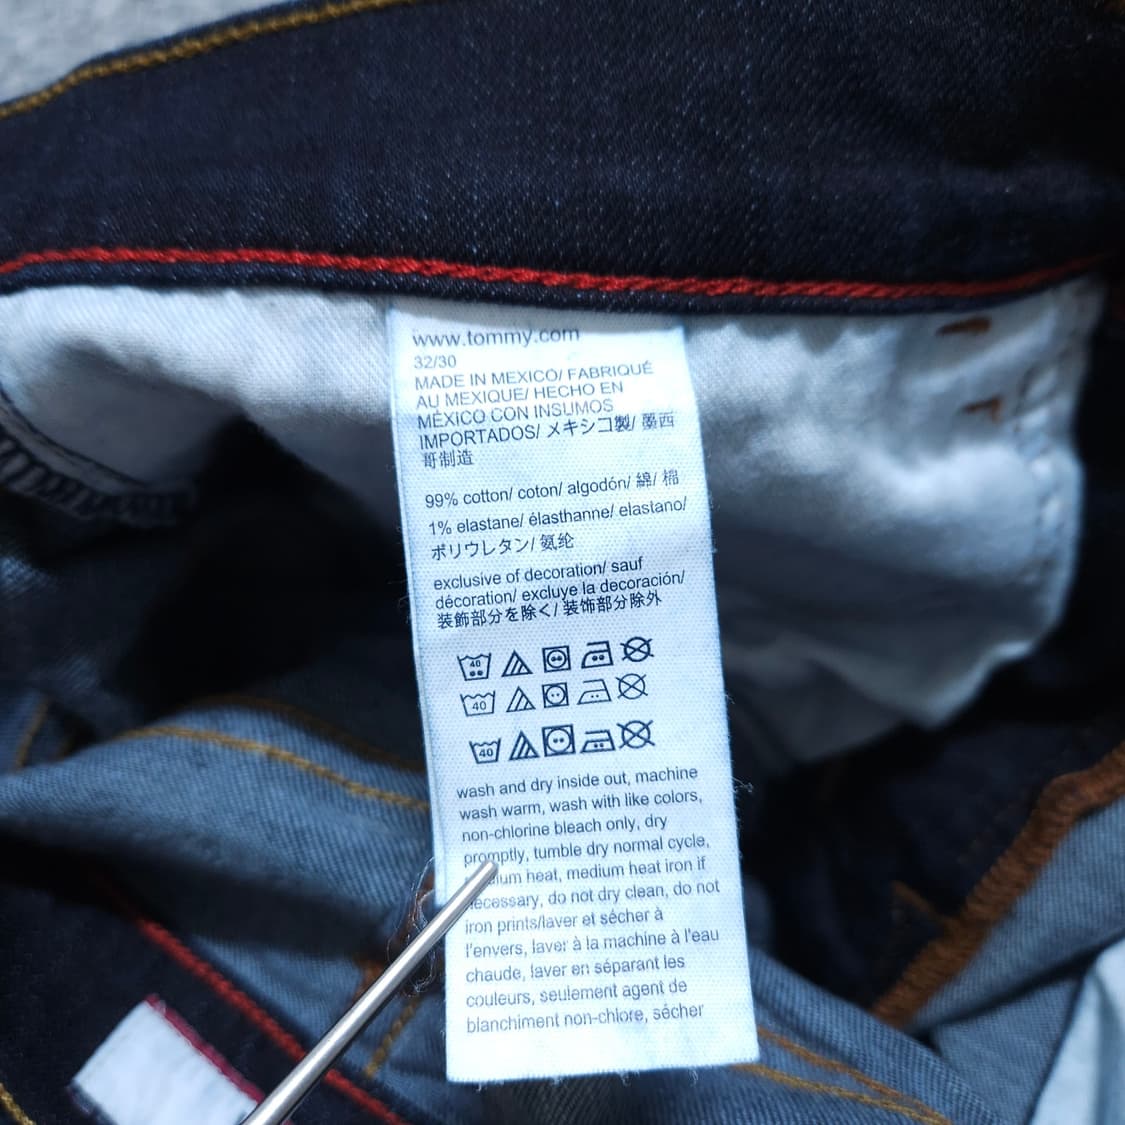 www.tommy.com
32/30
MADE IN MEXICO/ FABRIQUÉ
AU MEXIQUE/ HECHO EN
MÉXICO CON INSUMOS
IMPORTADOS/ メキシコ製/ 墨西
哥制造
99% cotton/ coton/ algodón/ 綿/ 棉
1% elastane/ élasthanne/ elastano/
ポリウレタン/ 氨纶
exclusive of decoration/ sauf
décoration/ excluye la decoración/
装飾部分を除く/ 装饰部分除外
40
40
40
wash and dry inside out, machine
wash warm, wash with like colors,
non-chlorine bleach only, dry
promptly, tumble dry normal cycle,
heat, medium heat iron if
necessary, do not dry clean, do not
iron prints/laver et sécher à
l'envers, laver à la machine à l'eau
chaude, laver en séparant les
couleurs, seulement agent de
blanchiment non-chlore, sécher